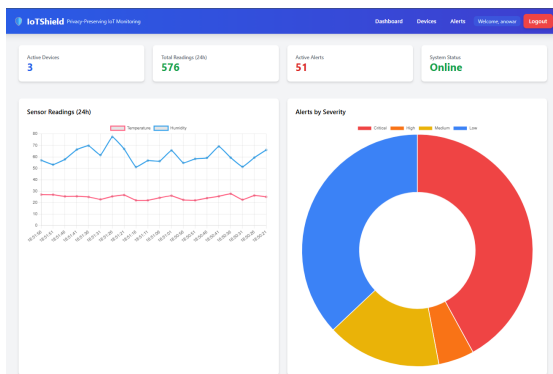 IoTShield Privacy-Preserving IoT Monitoring
Dashboard Devices Alerts Welcome, anowar Logout
Active Devices
3
Total Readings (24h)
576
Active Alerts
51
System Status
Online
Sensor Readings (24h)
Temperature Humidity
80
70
60
50
40
30
20
10
0
Alerts by Severity
Critical High Medium Low